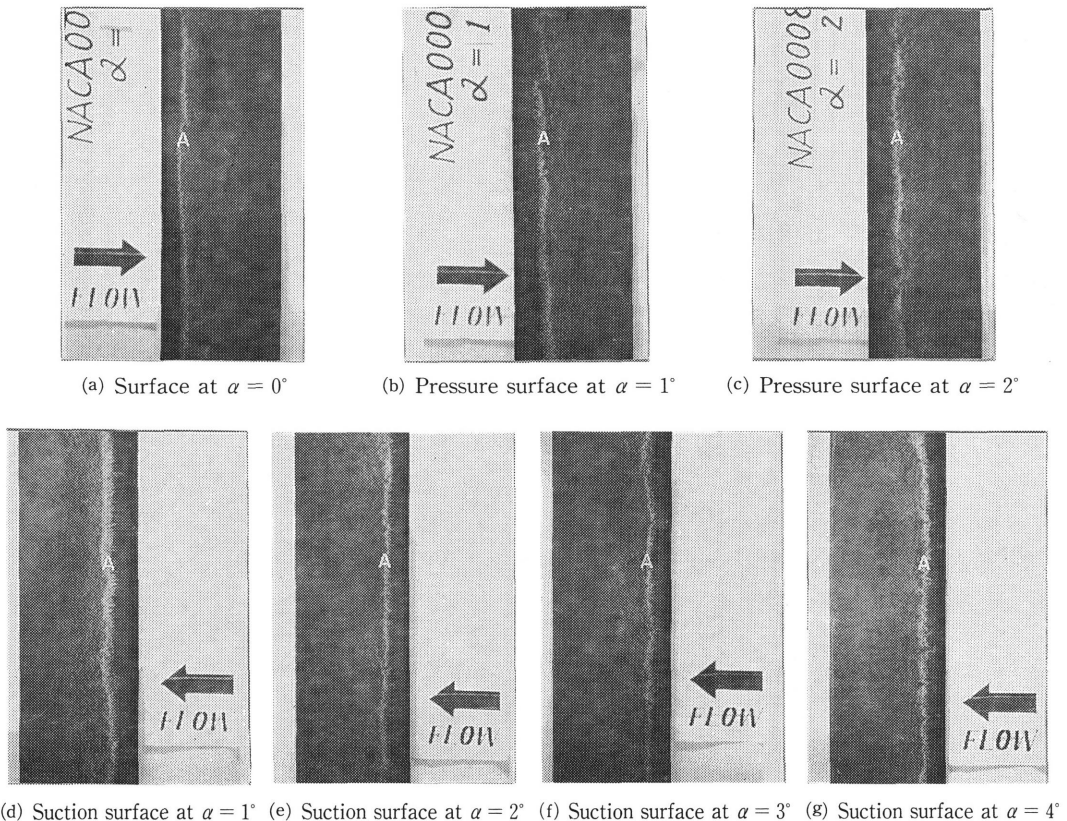 NACA00
α =
A
FLOW
(a) Surface at α = 0°
NACA000
α = 1
A
FLOW
(b) Pressure surface at α = 1°
NACA0008
α = 2
A
FLOW
(c) Pressure surface at α = 2°
A
FLOW
(d) Suction surface at α = 1°
A
FLOW
(e) Suction surface at α = 2°
A
FLOW
(f) Suction surface at α = 3°
A
FLOW
(g) Suction surface at α = 4°